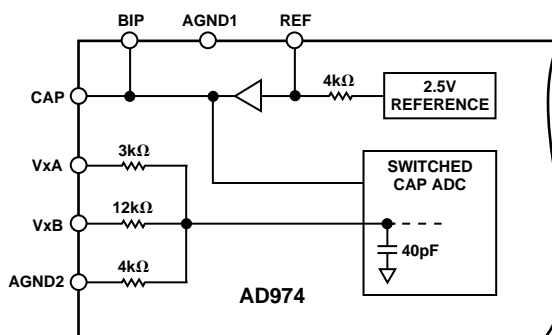 BIP AGND1 REF
CAP
4kΩ
2.5V
REFERENCE
VxA
3kΩ
SWITCHED
CAP ADC
VxB
12kΩ
40pF
AGND2
4kΩ
AD974